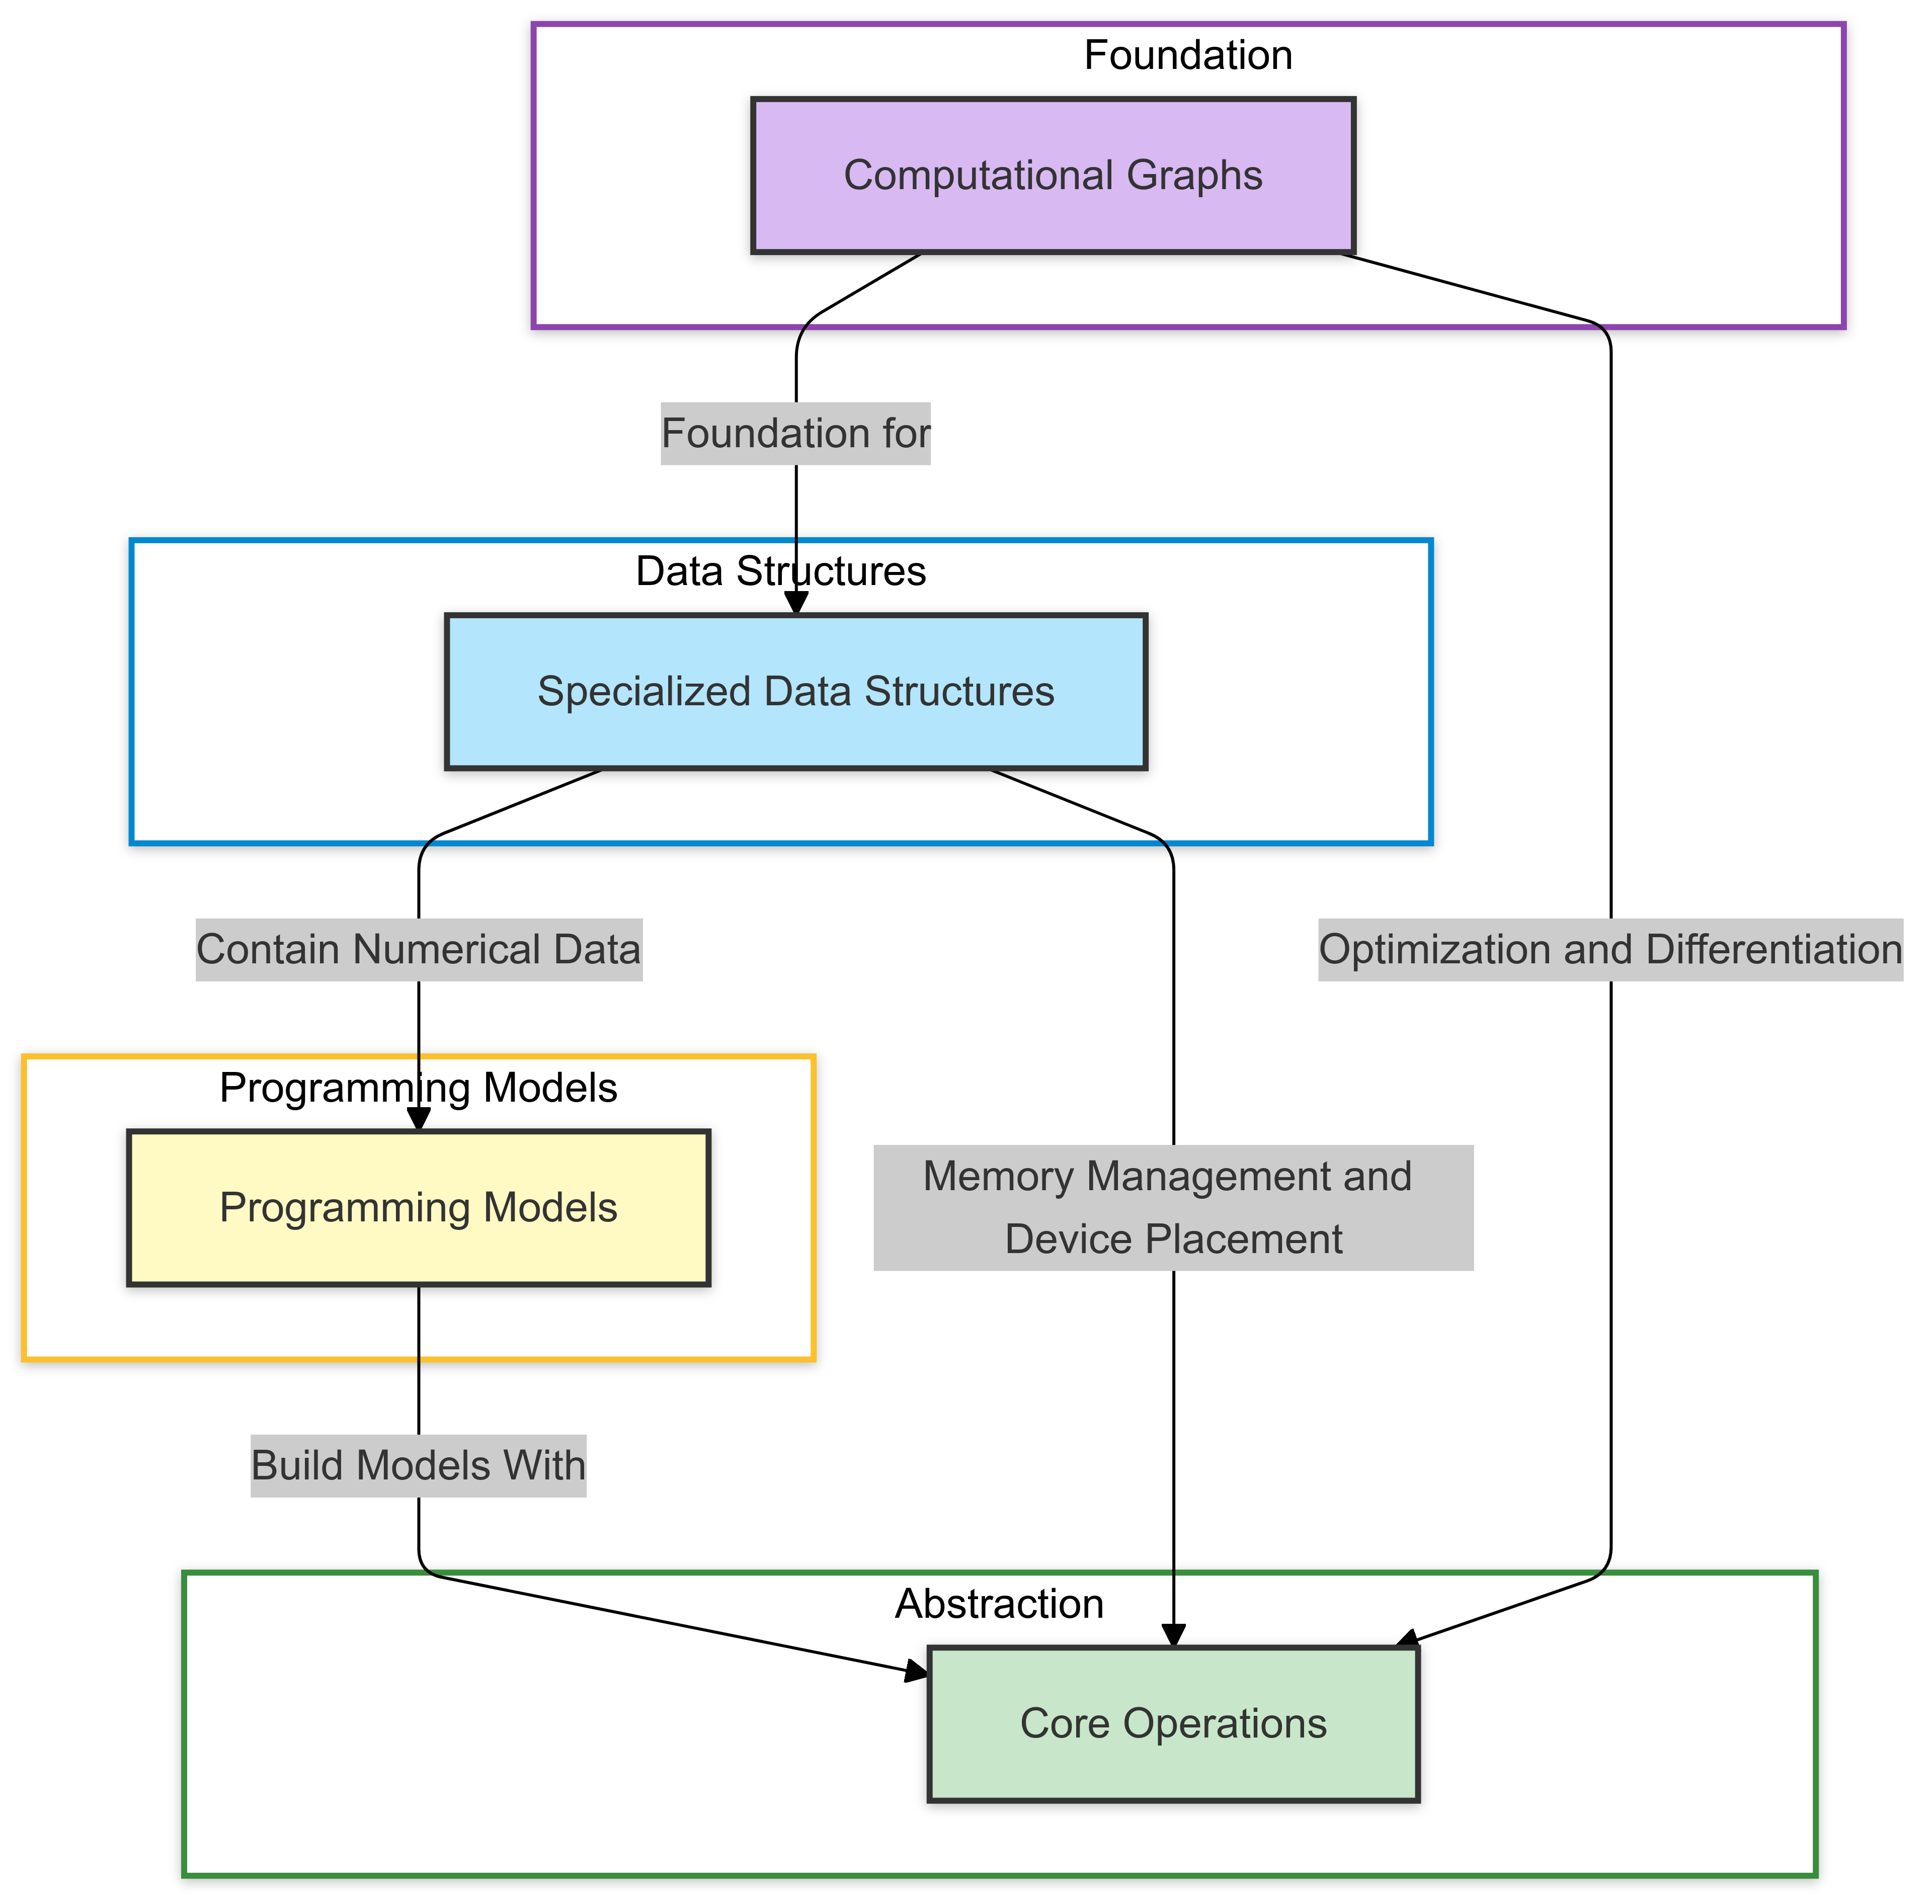 Foundation
Computational Graphs
Foundation for
Data Structures
Specialized Data Structures
Contain Numerical Data
Optimization and Differentiation
Programming Models
Programming Models
Memory Management and
Device Placement
Build Models With
Abstraction
Core Operations